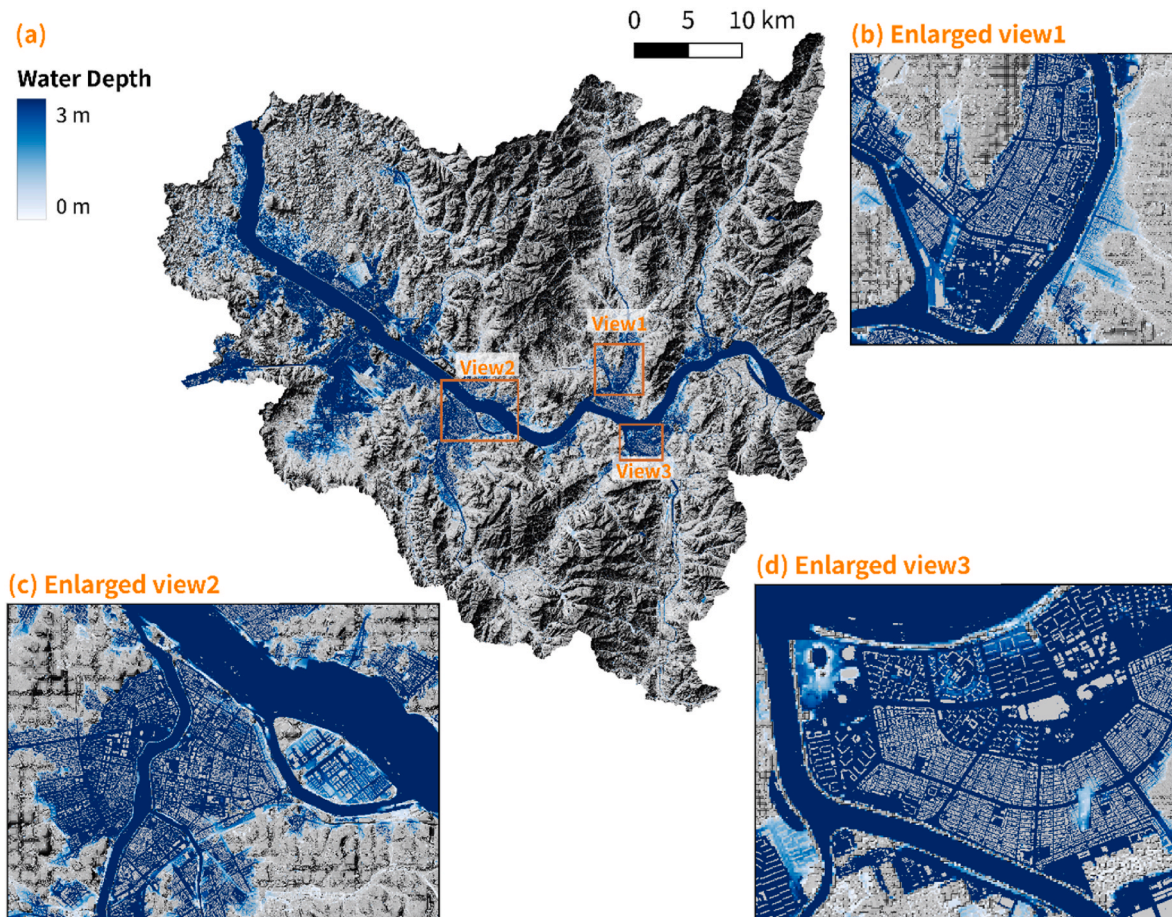 (a)
0 5 10 km
(b) Enlarged view1
Water Depth
3 m
0 m
View1
View2
View3
(c) Enlarged view2
(d) Enlarged view3